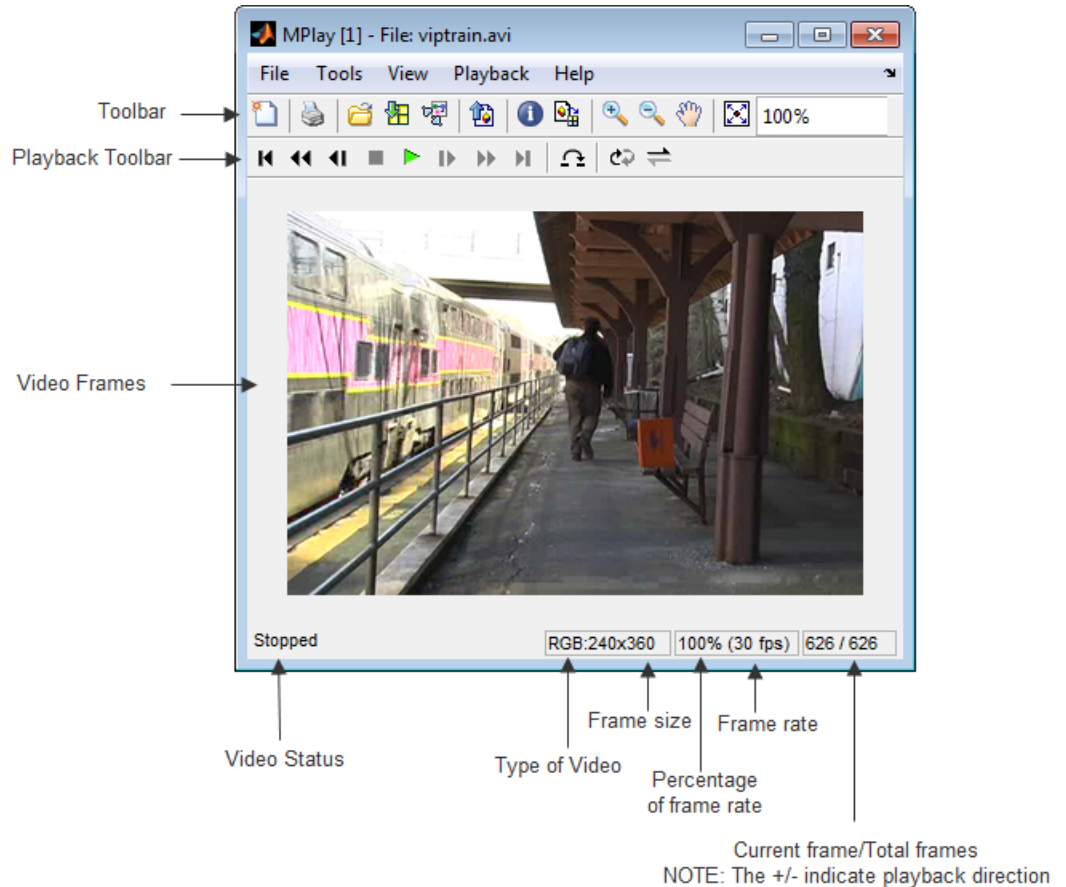 MPlay [1] - File: viptrain.avi
File Tools View Playback Help
Toolbar
100%
Playback Toolbar
Video Frames
Stopped
RGB:240x360 100% (30 fps) 626 / 626
Frame size
Frame rate
Video Status
Type of Video
Percentage
of frame rate
Current frame/Total frames
NOTE: The +/- indicate playback direction